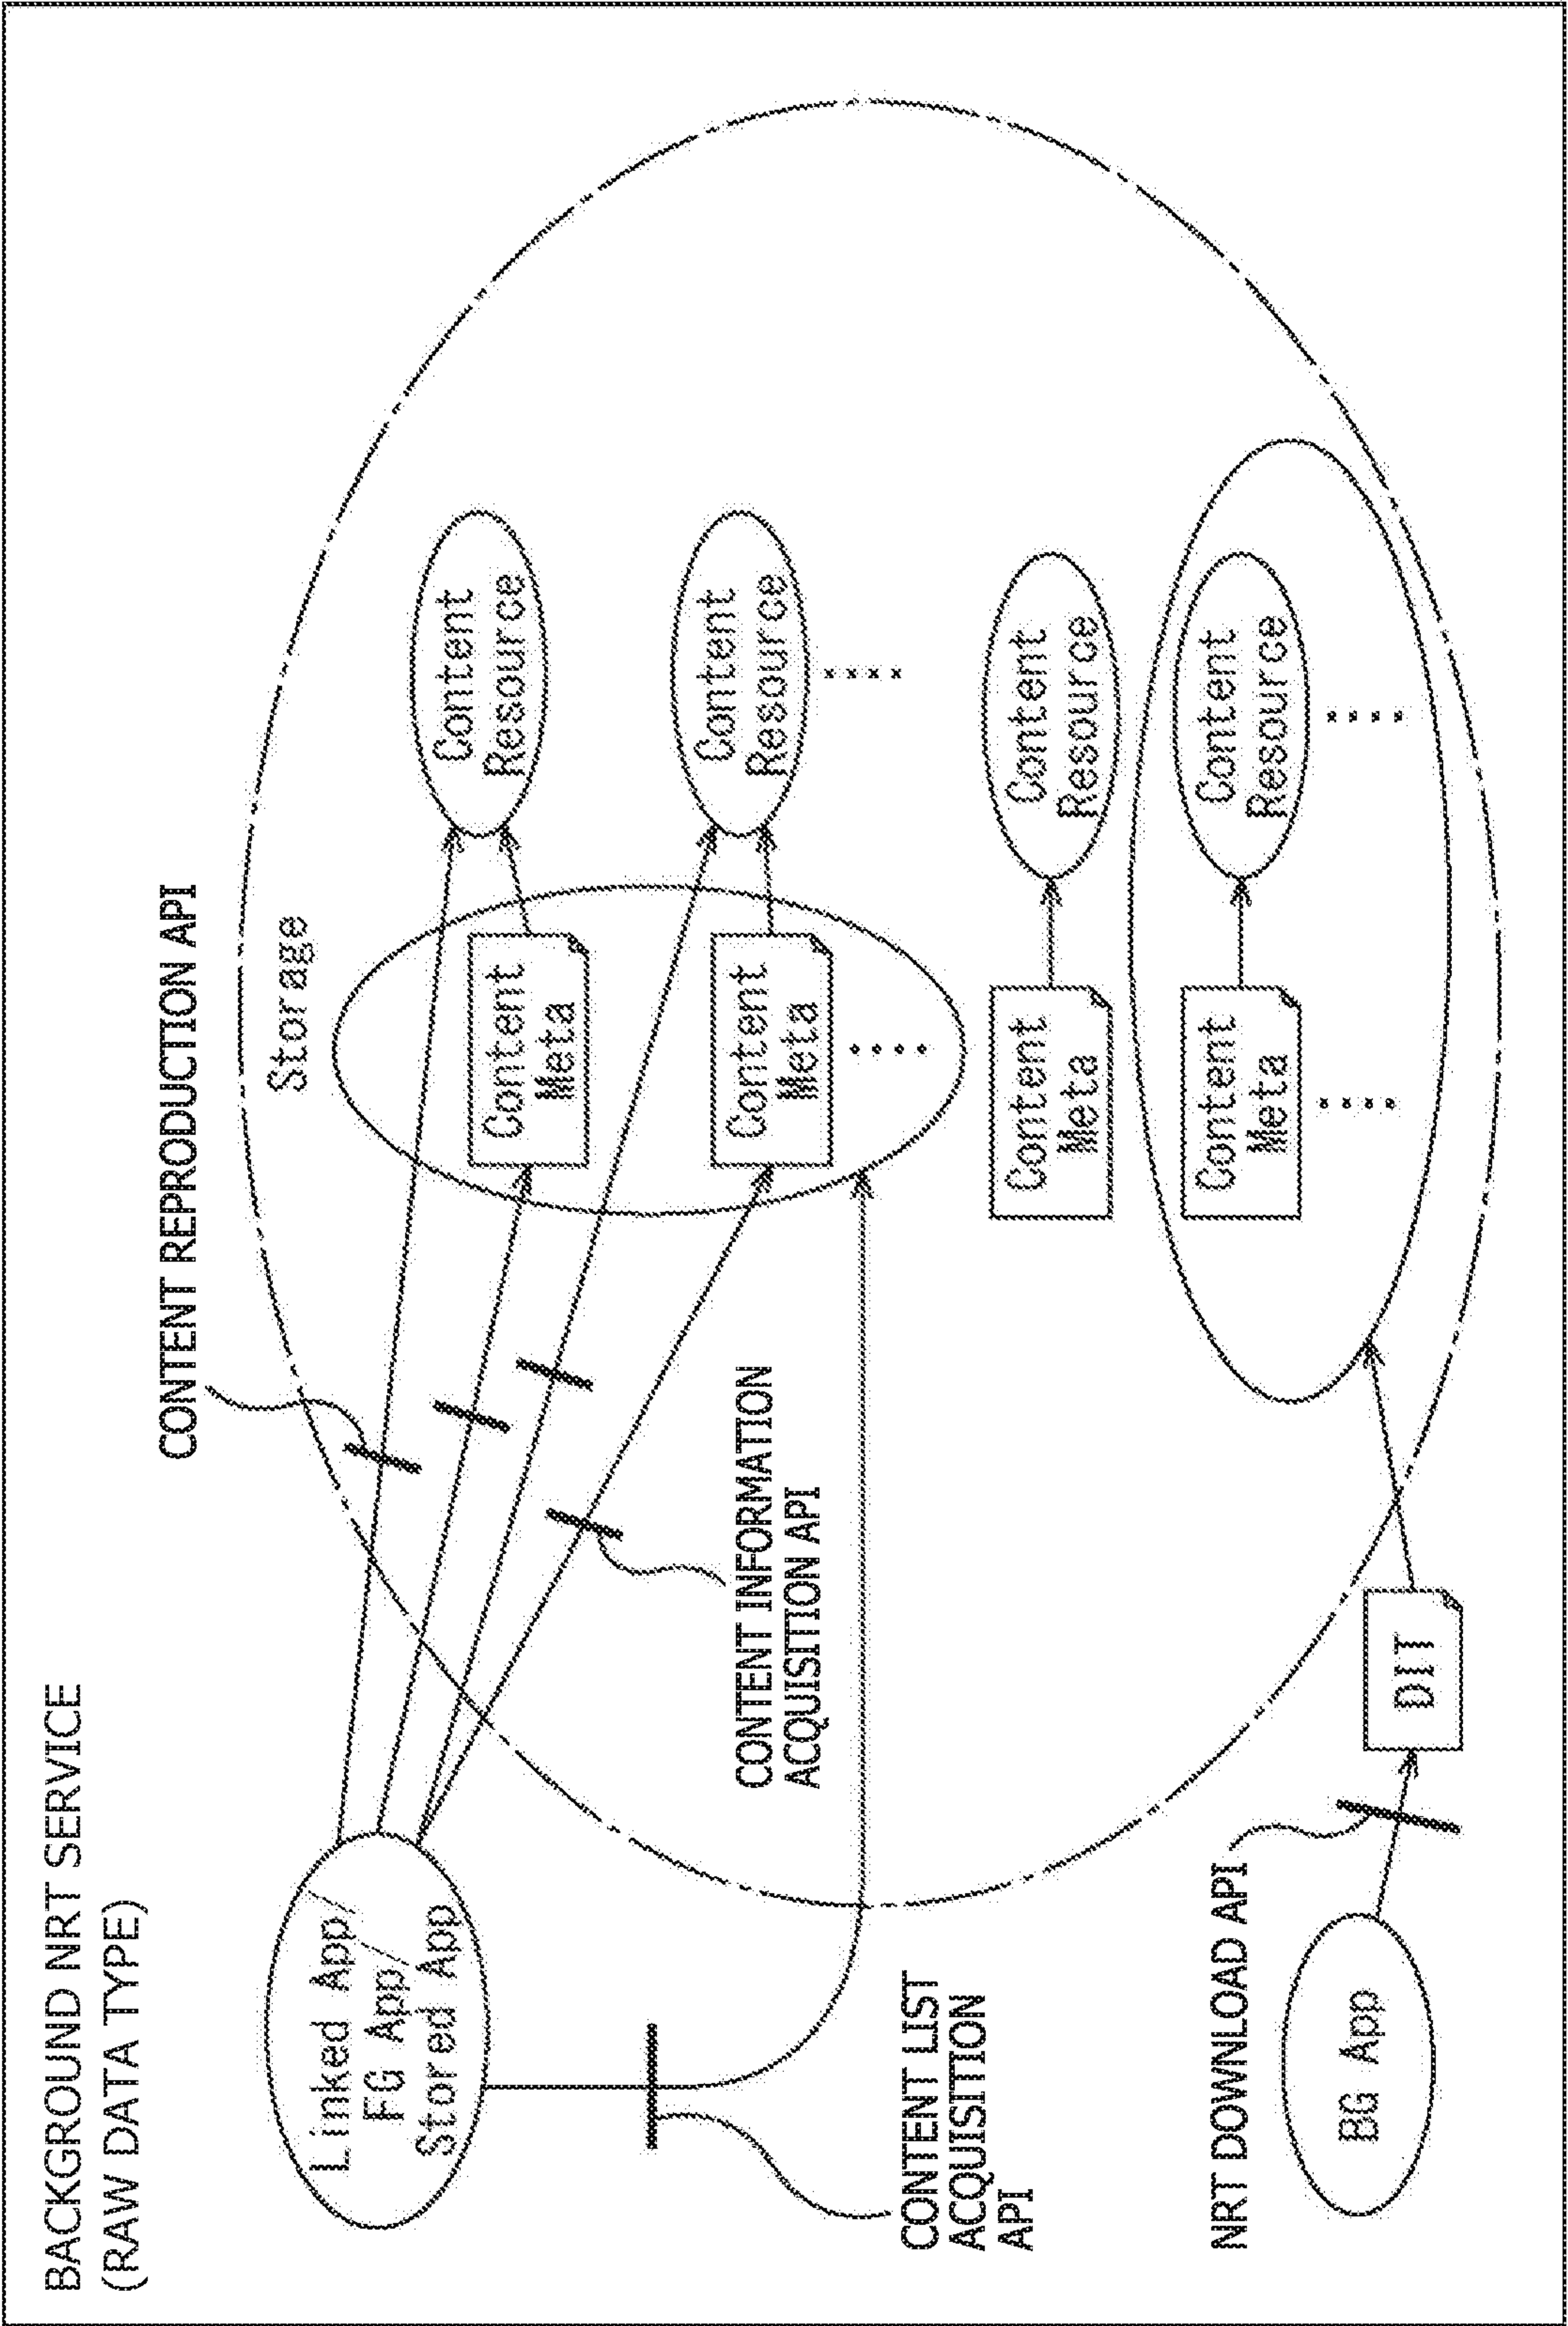 BACKGROUND NRT SERVICE
(RAW DATA TYPE)
CONTENT REPRODUCTION API
Storage
Linked App/
FG App/
Stored App
Content
Meta
Content
Resource
Content
Meta
Content
Resource
CONTENT INFORMATION
ACQUISITION API
CONTENT LIST
ACQUISITION
API
Content
Meta
Content
Resource
Content
Meta
Content
Resource
NRT DOWNLOAD API
BG App
DIT